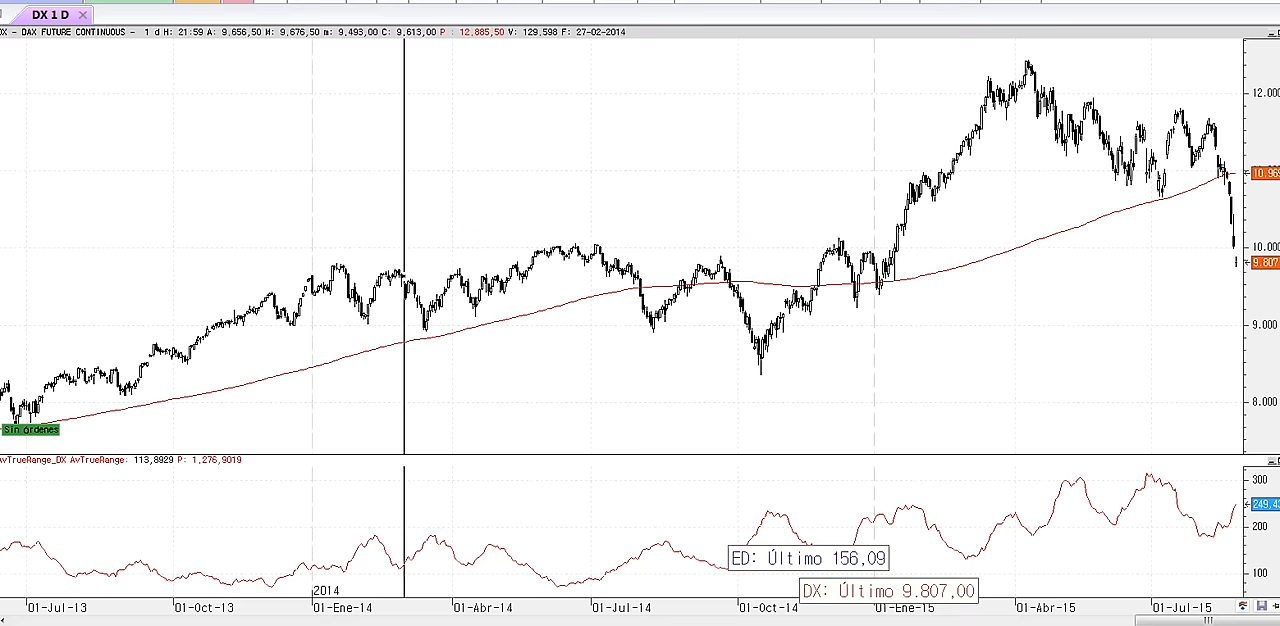 DX 1 D
DX - DAX FUTURE CONTINUOUS - 1 d H: 21:59 A: 9.656,50 H: 9.676,50 m: 9.493,00 C: 9.613,00 P : 12.885,50 V: 129.598 F: 27-02-2014
12.000
10.969
10.000
9.807
9.000
8.000
Sin órdenes
AvTrueRange_DX AvTrueRange: 113,8929 P: 1,276,9019
300
249.43
200
ED: Último 156,09
100
DX: Último 9.807,00
2014
01-Jul-13 01-Oct-13 01-Ene-14 01-Abr-14 01-Jul-14 01-Oct-14 01-Ene-15 01-Abr-15 01-Jul-15